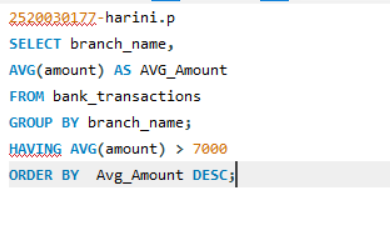 2520030177-harini.p
SELECT branch_name,
AVG(amount) AS AVG_Amount
FROM bank_transactions
GROUP BY branch_name;
HAVING AVG(amount) > 7000
ORDER BY  Avg_Amount DESC;